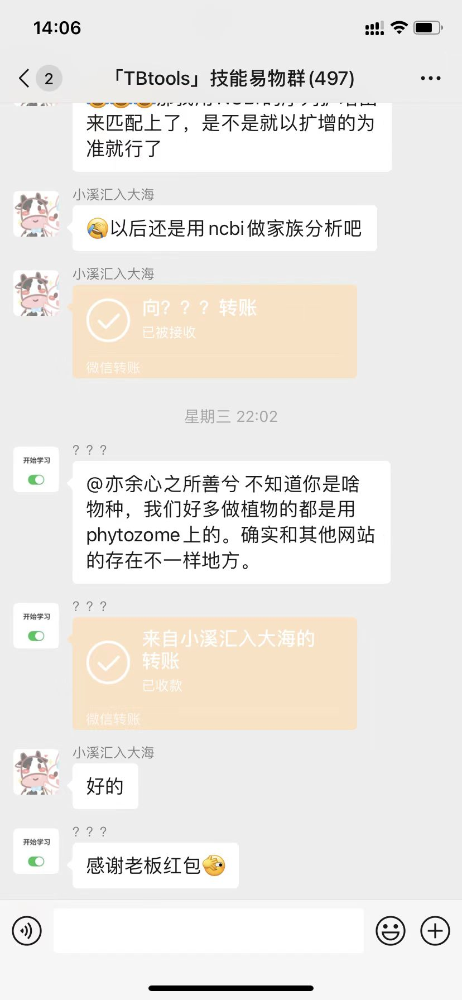 14:06
2
「TBtools」技能易物群(497)
来匹配上了，是不是就以扩增的为
准就行了
小溪汇入大海
🤦以后还是用ncbi做家族分析吧
小溪汇入大海
向？？？转账
已被接收
微信转账
星期三 22:02
？？？
开始学习
@亦余心之所善兮 不知道你是啥
物种，我们好多做植物的都是用
phytozome上的。确实和其他网站
的存在不一样地方。
？？？
开始学习
来自小溪汇入大海的
转账
已收款
微信转账
小溪汇入大海
好的
？？？
开始学习
感谢老板红包